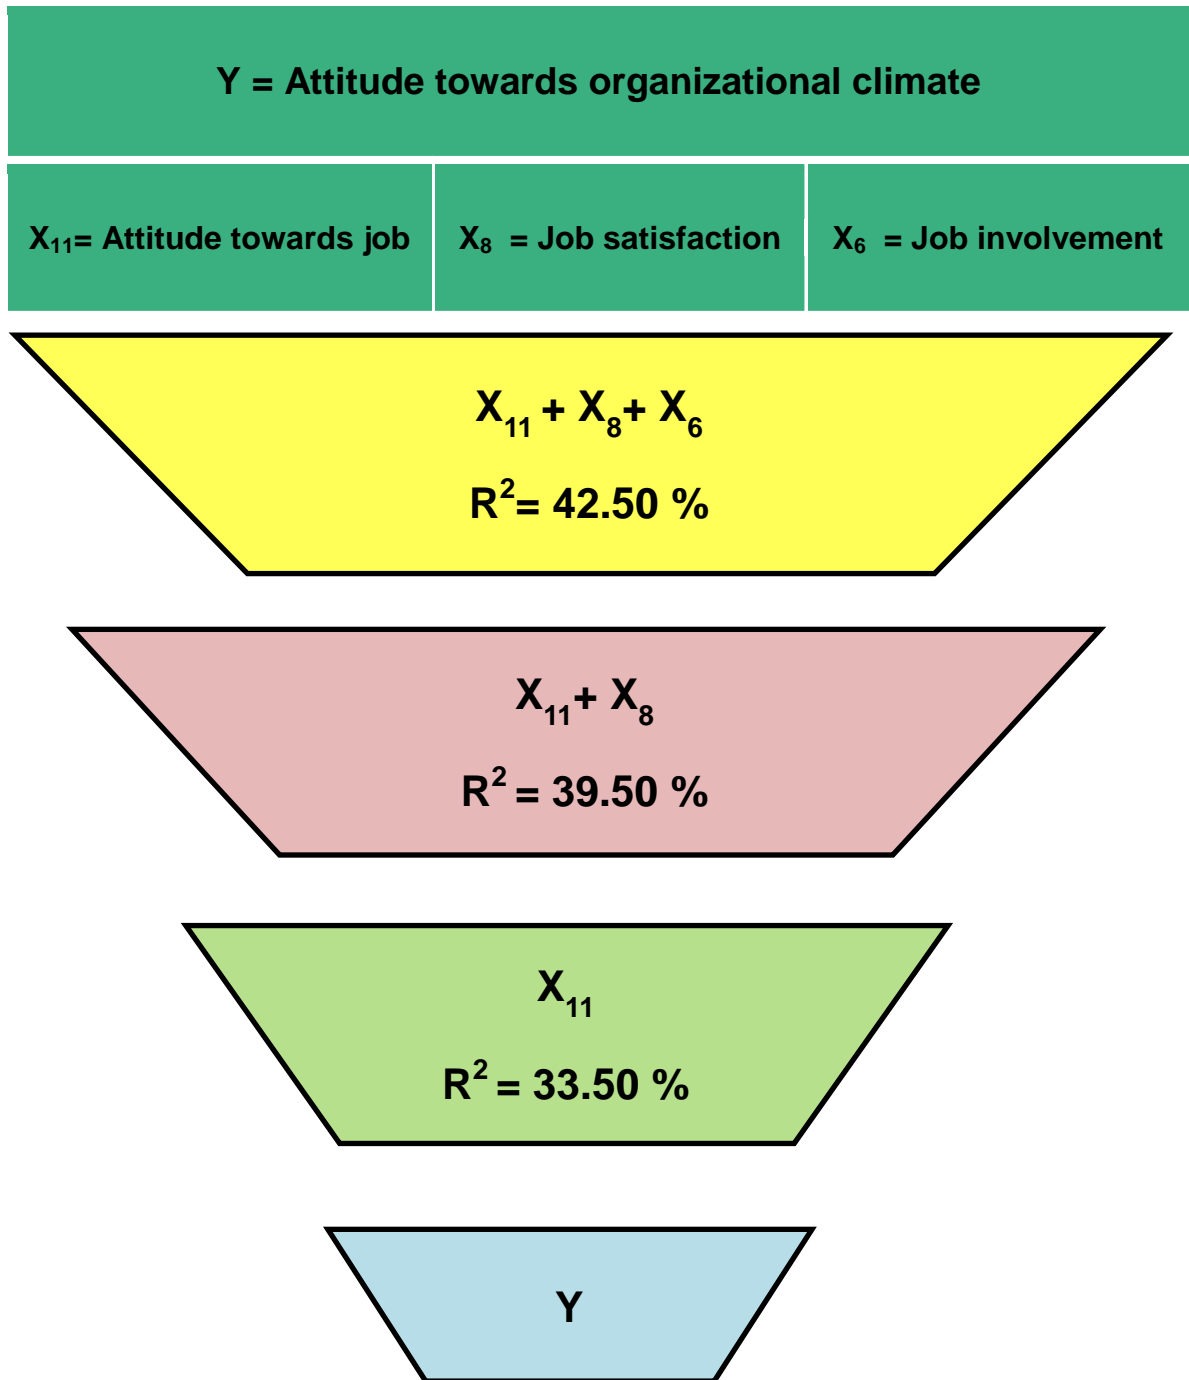 Y = Attitude towards organizational climate
X₁₁= Attitude towards job
X₈ = Job satisfaction
X₆ = Job involvement
X₁₁ + X₈+ X₆
R²= 42.50 %
X₁₁+ X₈
R² = 39.50 %
X₁₁
R² = 33.50 %
Y